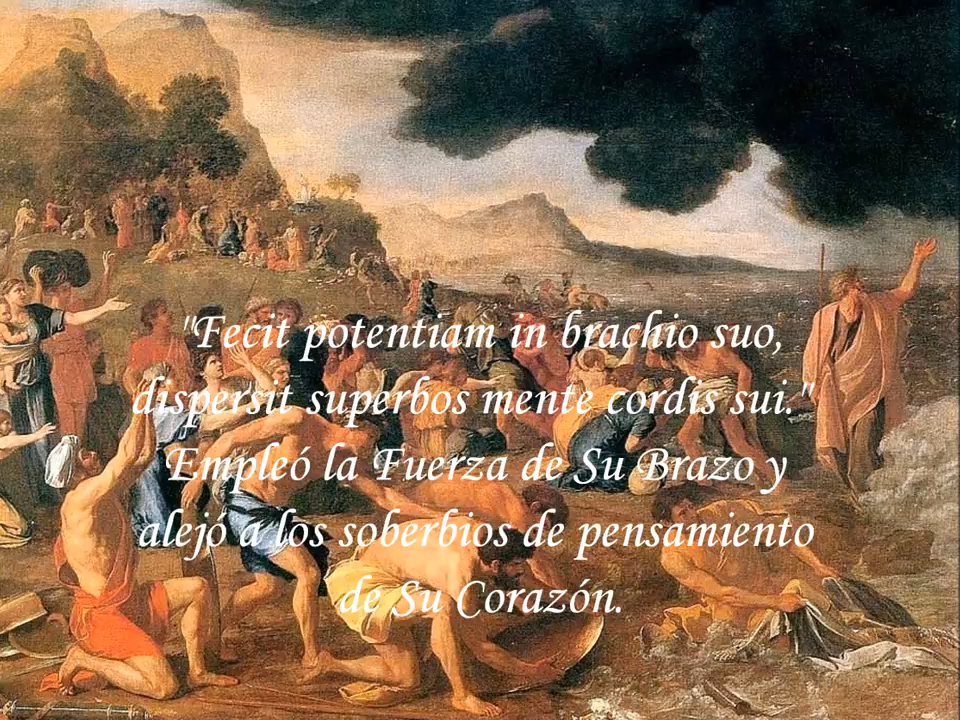 "Fecit potentiam in brachio suo,
dispersit superbos mente cordis sui."
Empleó la Fuerza de Su Brazo y
alejó a los soberbios de pensamiento
de Su Corazón.